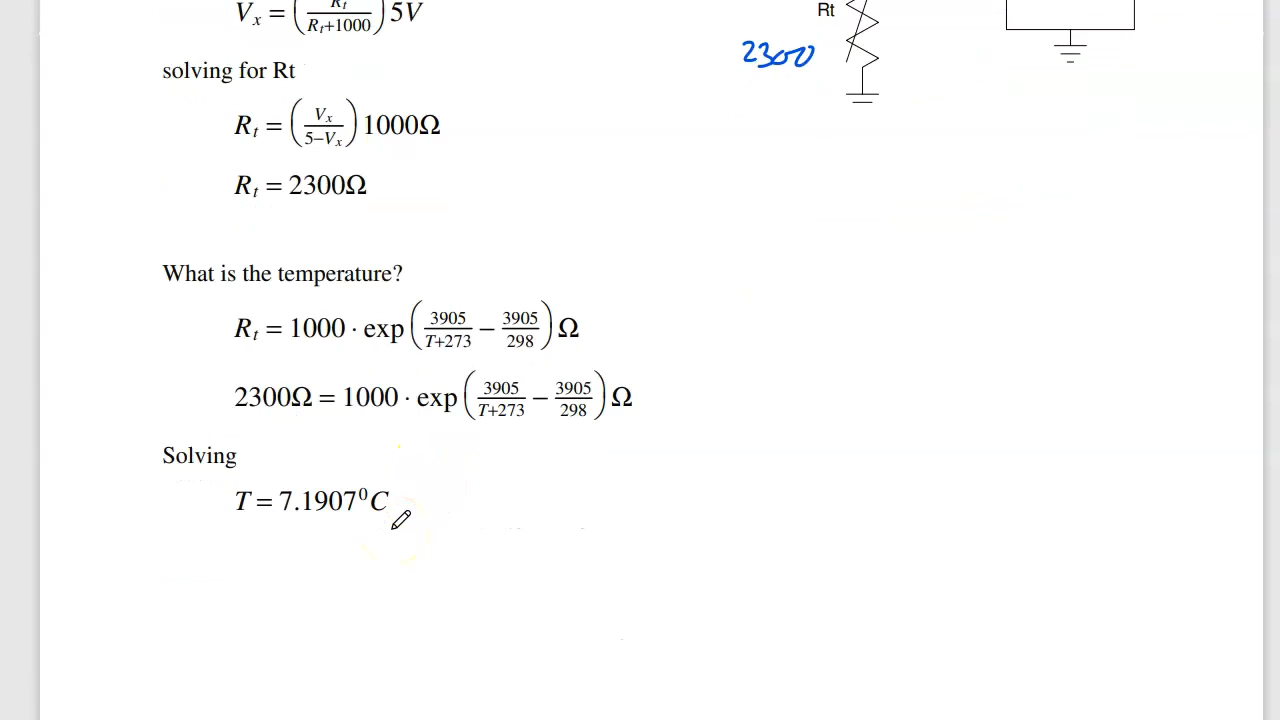 Vₓ = (Rₜ / Rₜ+1000) 5V
Rt
2300
solving for Rt
Rₜ = (Vₓ / 5−Vₓ) 1000Ω
Rₜ = 2300Ω
What is the temperature?
Rₜ = 1000 · exp(3905 / T+273 − 3905 / 298) Ω
2300Ω = 1000 · exp(3905 / T+273 − 3905 / 298) Ω
Solving
T = 7.1907⁰C